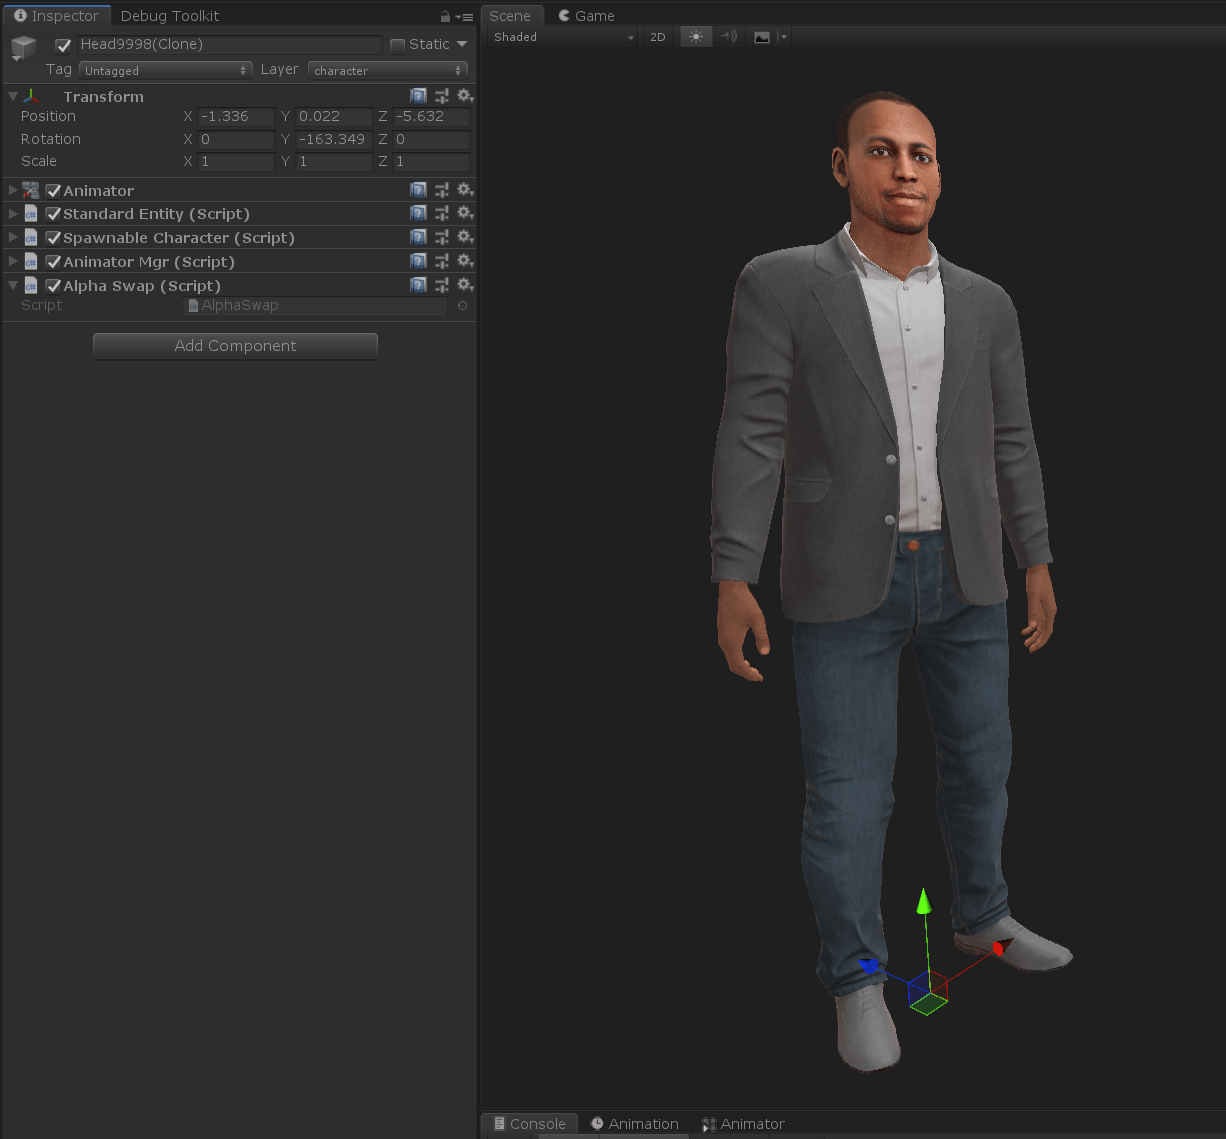 Inspector Debug Toolkit
Head9998(Clone) Static
Tag Untagged Layer character
Transform
Position X -1.336 Y 0.022 Z -5.632
Rotation X 0 Y -163.349 Z 0
Scale X 1 Y 1 Z 1
Animator
Standard Entity (Script)
Spawnable Character (Script)
Animator Mgr (Script)
Alpha Swap (Script)
Script AlphaSwap
Add Component
Scene Game
Shaded 2D
Console Animation Animator